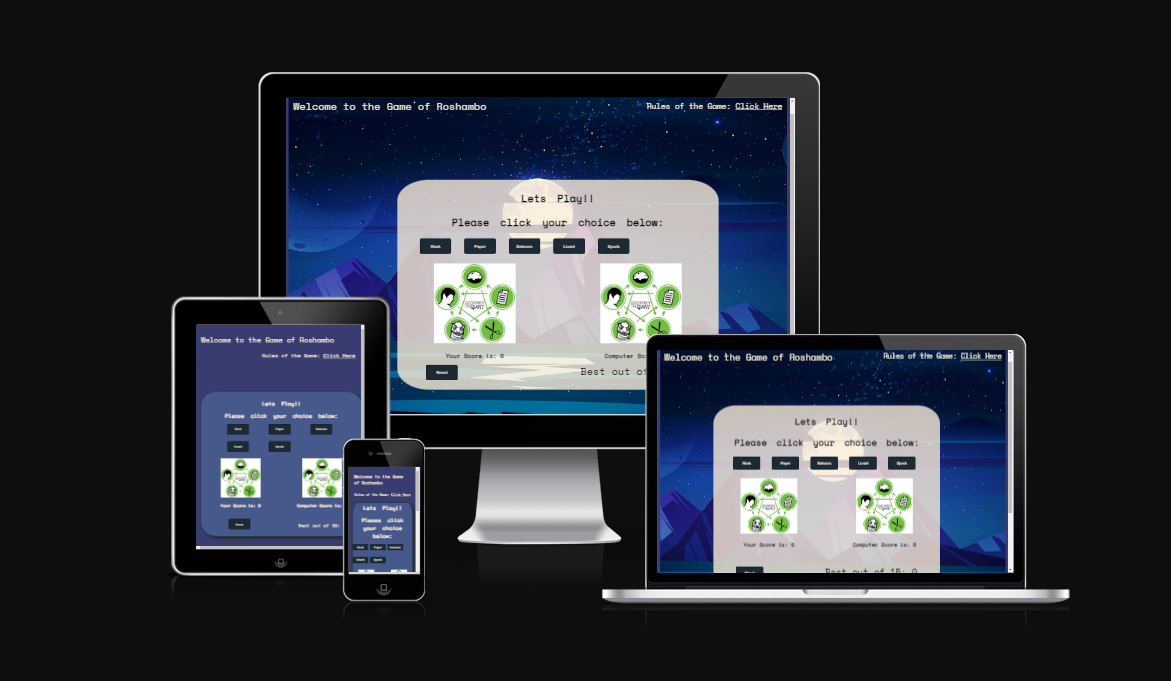 Welcome to the Game of Roshambo
Rules of the Game: Click Here
Lets Play!!
Please click your choice below:
Rock Paper Scissors Lizard Spock
Your Score is: 0
Computer Sc
Reset
Best out of
Welcome to the Game of Roshambo
Rules of the Game: Click Here
Lets Play!!
Please click your choice below:
Rock Paper Scissors
Lizard Spock
Your Score is: 0
Computer Score is:
Reset
Best out of 15:
Welcome to the Game
of Roshambo
Rules of the Game: Click Here
Lets Play!!
Please click
your choice
below:
Rock Paper Scissors
Lizard Spock
Welcome to the Game of Roshambo
Rules of the Game: Click Here
Lets Play!!
Please click your choice below:
Rock Paper Scissors Lizard Spock
Your Score is: 0
Computer Score is: 0
Best out of 15: 0